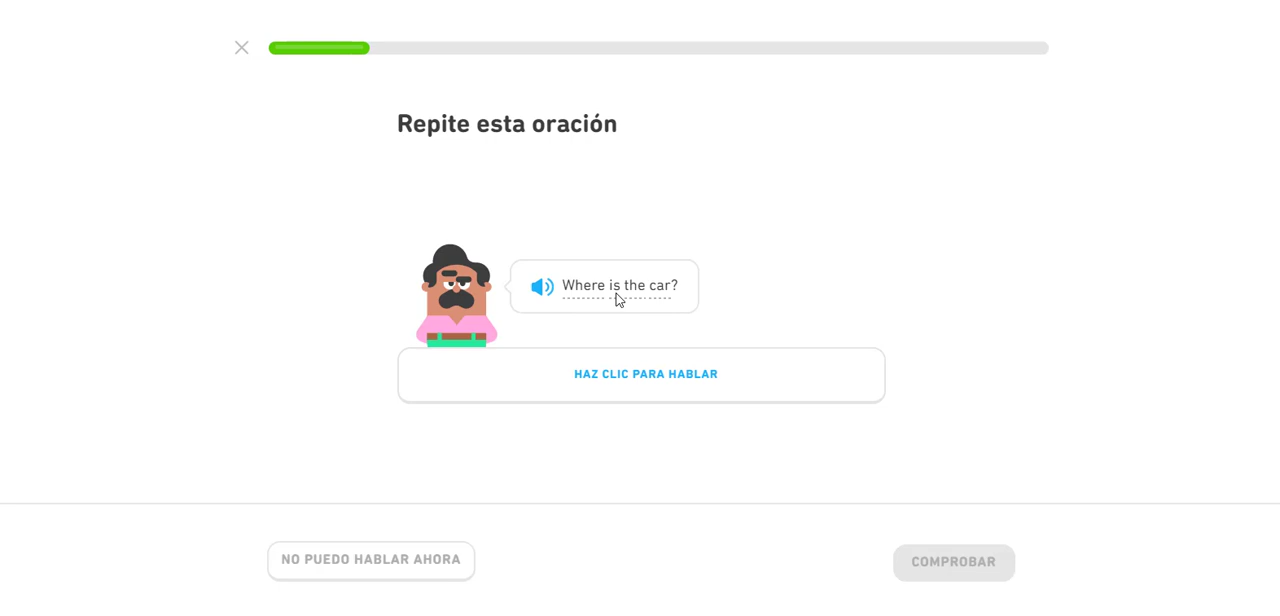 Repite esta oración
Where is the car?
HAZ CLIC PARA HABLAR
NO PUEDO HABLAR AHORA
COMPROBAR